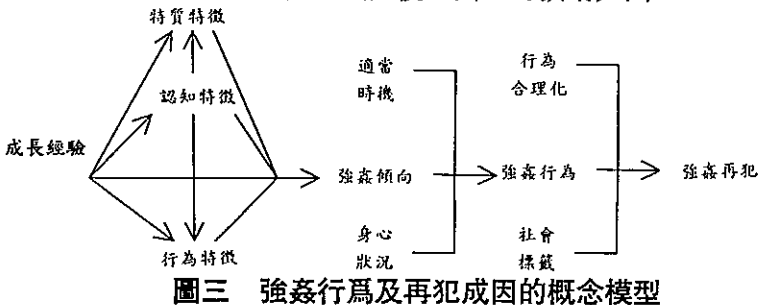 特質特徵
適當
時機
行為
合理化
認知特徵
成長經驗
強姦傾向
強姦行為
強姦再犯
身心
狀況
社會
標籤
行為特徵
圖三 強姦行爲及再犯成因的概念模型